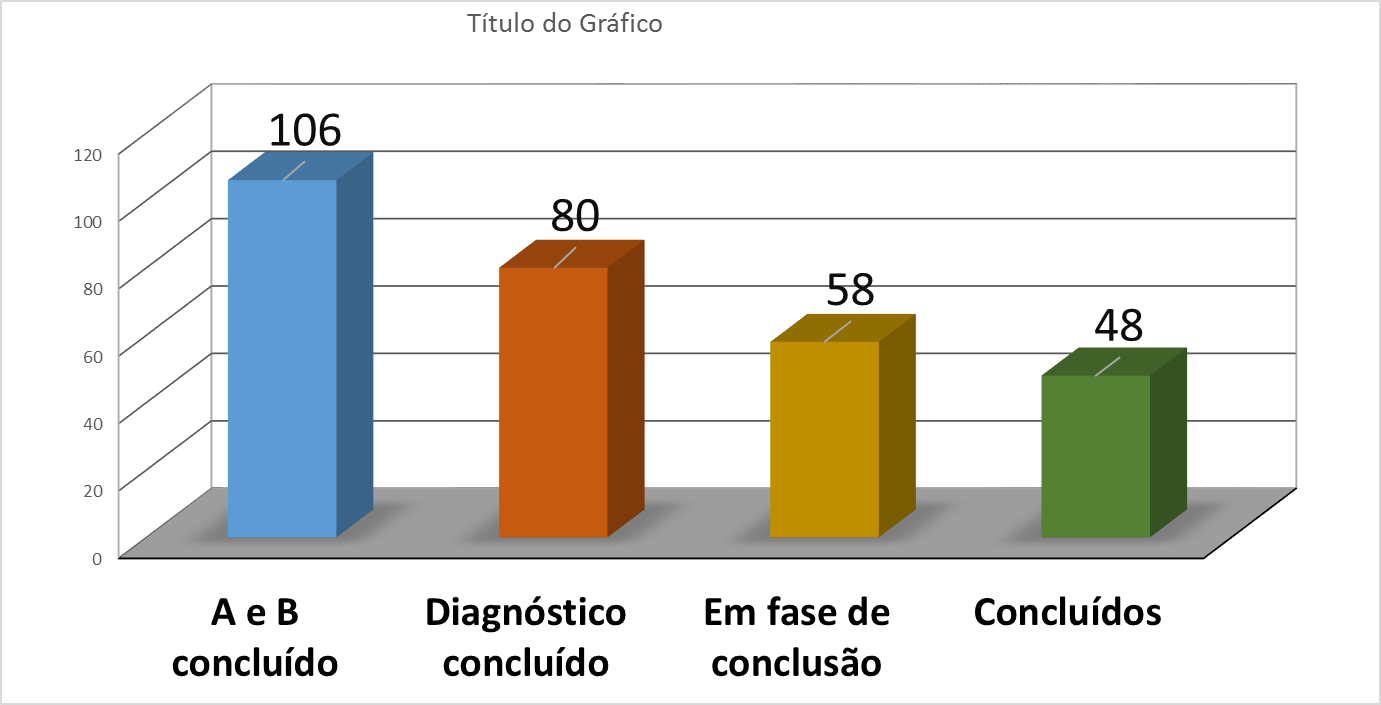 Título do Gráfico
106
80
58
48
120
100
80
60
40
20
0
A e B
concluído
Diagnóstico
concluído
Em fase de
conclusão
Concluídos